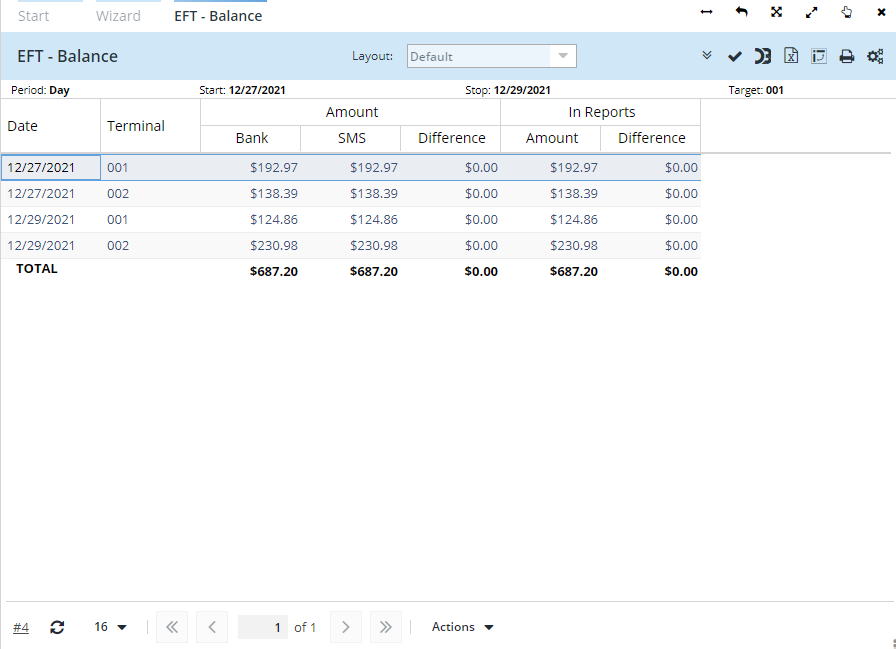 Start Wizard EFT - Balance
EFT - Balance Layout: Default
Period: Day Start: 12/27/2021 Stop: 12/29/2021 Target: 001
Date Terminal Amount In Reports
Bank SMS Difference Amount Difference
12/27/2021 001 $192.97 $192.97 $0.00 $192.97 $0.00
12/27/2021 002 $138.39 $138.39 $0.00 $138.39 $0.00
12/29/2021 001 $124.86 $124.86 $0.00 $124.86 $0.00
12/29/2021 002 $230.98 $230.98 $0.00 $230.98 $0.00
TOTAL $687.20 $687.20 $0.00 $687.20 $0.00
#4 16 1 of 1 Actions